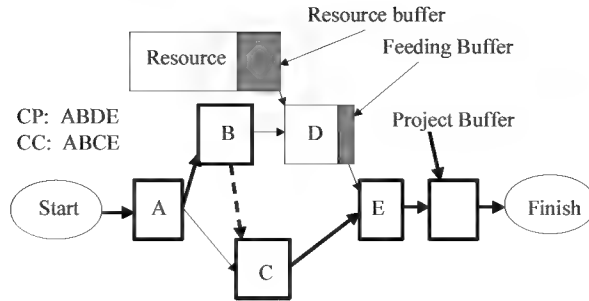 Resource buffer
Resource
Feeding Buffer
CP: ABDE
CC: ABCE
B
D
Project Buffer
Start
A
E
Finish
C